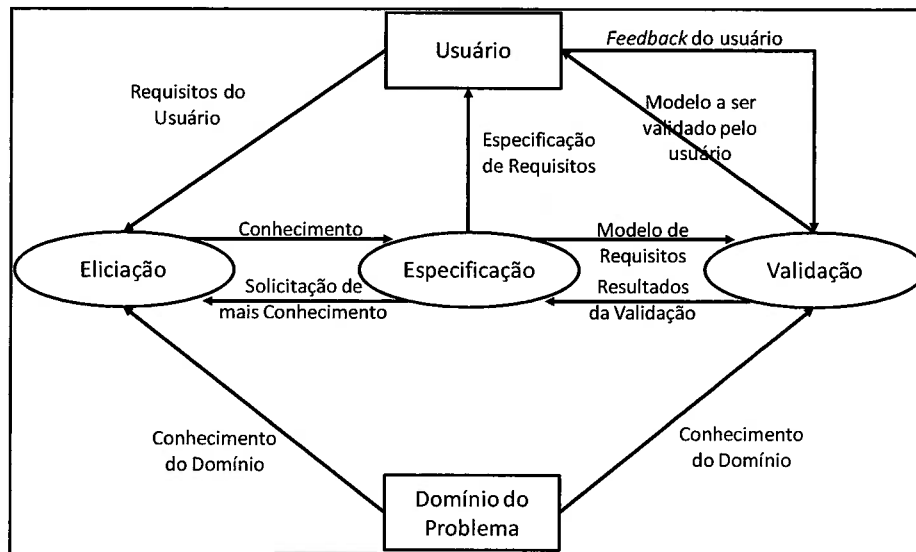 Usuário
Feedback do usuário
Requisitos do
Usuário
Modelo a ser
validado pelo
usuário
Especificação
de Requisitos
Conhecimento
Modelo de
Requisitos
Eliciação
Especificação
Validação
Solicitação de
mais Conhecimento
Resultados
da Validação
Conhecimento
do Domínio
Conhecimento
do Domínio
Domínio do
Problema